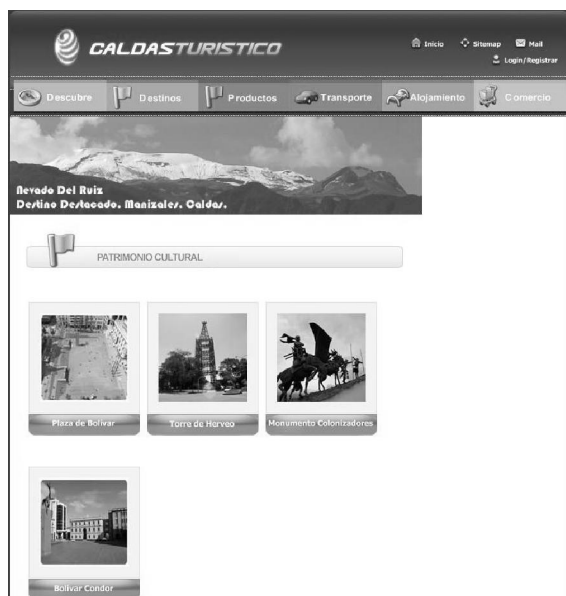 CALDASTURISTICO
Inicio Sitemap Mail
Login/Registrar
Descubre Destinos Productos Transporte Alojamiento Comercio
Nevado Del Ruiz
Destino Destacado. Manizales. Caldas.
PATRIMONIO CULTURAL
Plaza de Bolivar Torre de Herveo Monumento Colonizadores
Bolivar Condor